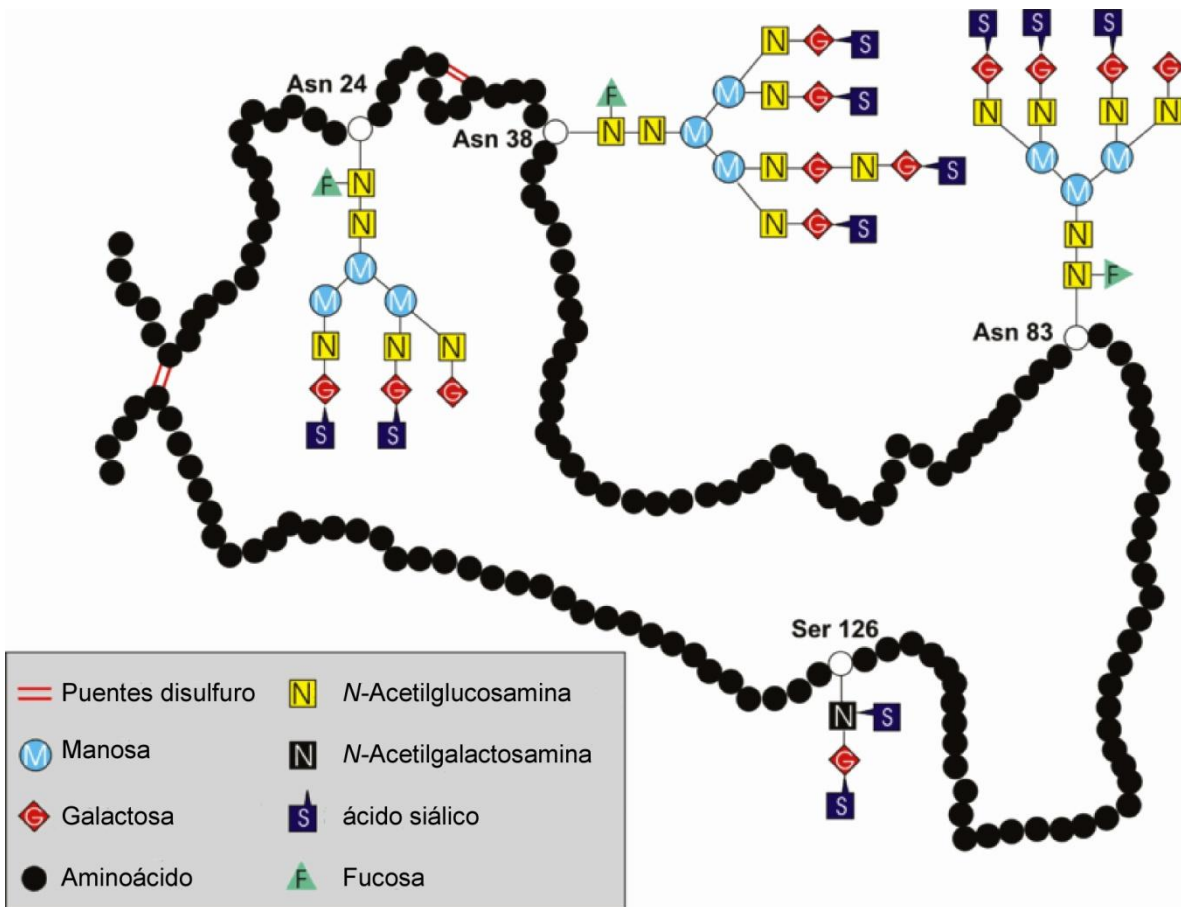 Asn 24
F N
N
M
M M
N N N
G G G
S S
Asn 38
N G S
M N G S
F
N N M
M N G N G S
N G S
S S S
G G G G
N N N N
M M
M
N
N F
Asn 83
Ser 126
N S
G
S
Puentes disulfuro
N N-Acetilglucosamina
M Manosa
N N-Acetilgalactosamina
G Galactosa
S ácido siálico
Aminoácido
F Fucosa